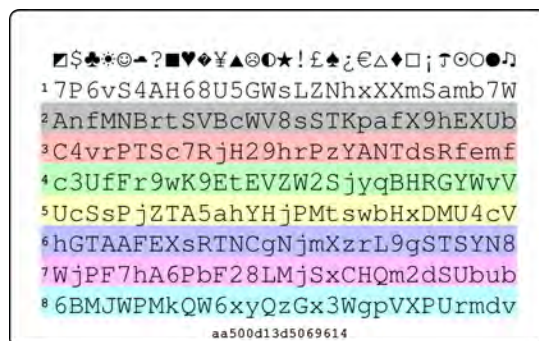 ◩$♣☀☺☁?■♥�¥▲☹◐★!£♠¿€△♦□¡☂⊙○●♫
1 7P6vS4AH68U5GWsLZNhxXXmSamb7W
2 AnfMNBrtSVBcWV8sSTKpafX9hEXUb
3 C4vrPTSc7RjH29hrPzYANTdsRfemf
4 c3UfFr9wK9EtEVZW2SjyqBHRGYWvV
5 UcSsPjZTA5ahYHjPMtswbHxDMU4cV
6 hGTAAFEXsRTNCgNjmXzrL9gSTSYN8
7 WjPF7hA6PbF28LMjSxCHQm2dSUbub
8 6BMJWPMkQW6xyQzGx3WgpVXPUrmdv
aa500d13d5069614